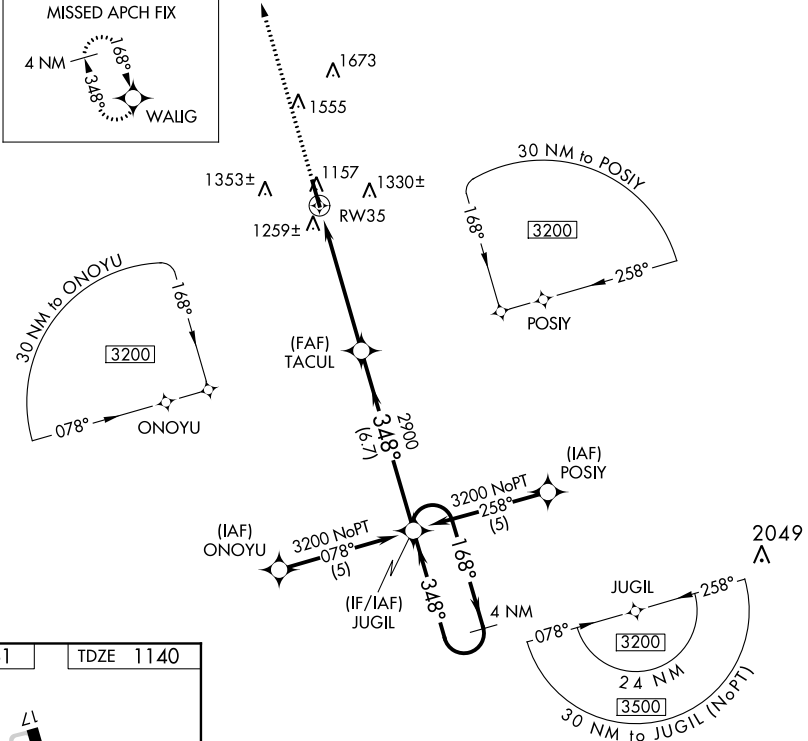 MISSED APCH FIX
4 NM
168°
348°
WALIG
1673
1555
1353±
1157
1330±
RW35
1259±
30 NM to POSIY
168°
3200
258°
POSIY
30 NM to ONOYU
168°
3200
078°
ONOYU
(FAF)
TACUL
2900
348°
(6.7)
(IAF)
POSIY
3200 NoPT
258°
(5)
(IAF)
ONOYU
3200 NoPT
078°
(5)
168°
348°
4 NM
(IF/IAF)
JUGIL
2049
JUGIL
258°
078°
3200
24 NM
3500
30 NM to JUGIL (NoPT)
TDZE 1140
17